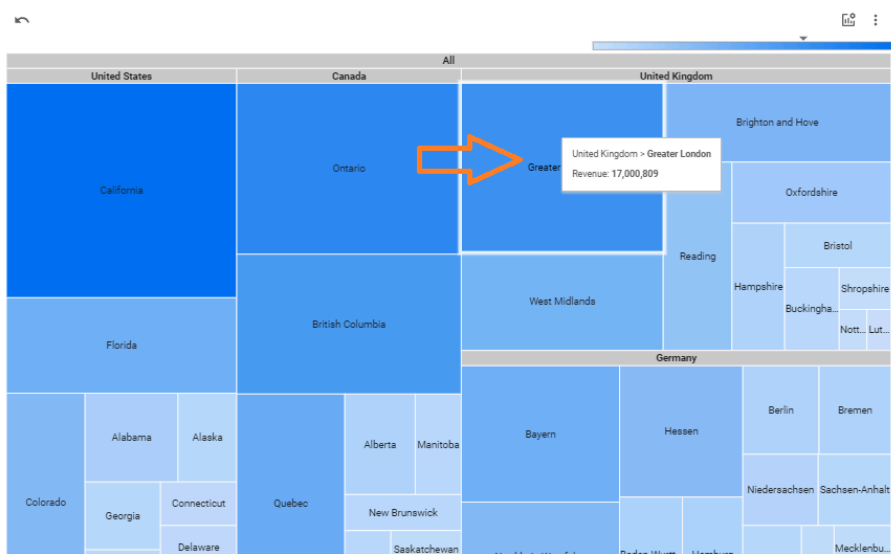 All
United States
Canada
United Kingdom
California
Ontario
Greater
United Kingdom > Greater London
Revenue: 17,000,809
Brighton and Hove
Oxfordshire
Reading
Bristol
Hampshire
Buckingha...
Shropshire
Nott...
Lut...
West Midlands
British Columbia
Florida
Germany
Colorado
Alabama
Alaska
Georgia
Connecticut
Delaware
Quebec
Alberta
Manitoba
New Brunswick
Saskatchewan
Bayern
Hessen
Berlin
Bremen
Niedersachsen
Sachsen-Anhalt
Mecklenbu...